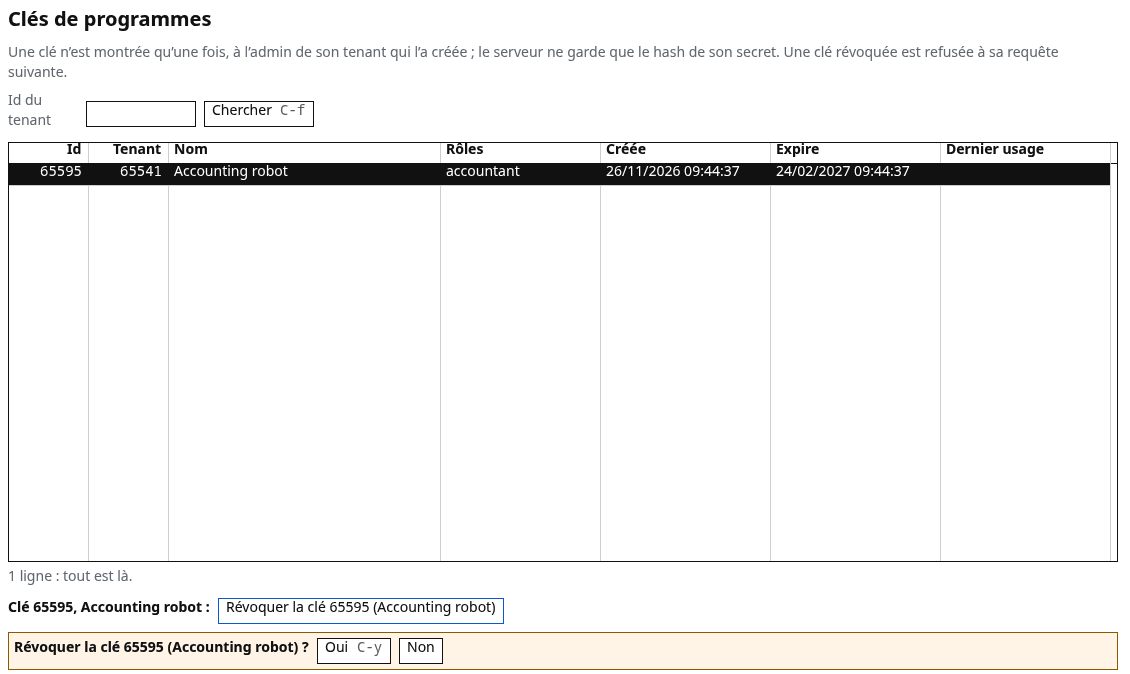 Clés de programmes
Une clé n’est montrée qu’une fois, à l’admin de son tenant qui l’a créée ; le serveur ne garde que le hash de son secret. Une clé révoquée est refusée à sa requête
suivante.
Id du
tenant
Chercher C-f
Id Tenant Nom Rôles Créée Expire Dernier usage
65595 65541 Accounting robot accountant 26/11/2026 09:44:37 24/02/2027 09:44:37
1 ligne : tout est là.
Clé 65595, Accounting robot : Révoquer la clé 65595 (Accounting robot)
Révoquer la clé 65595 (Accounting robot) ? Oui C-y Non